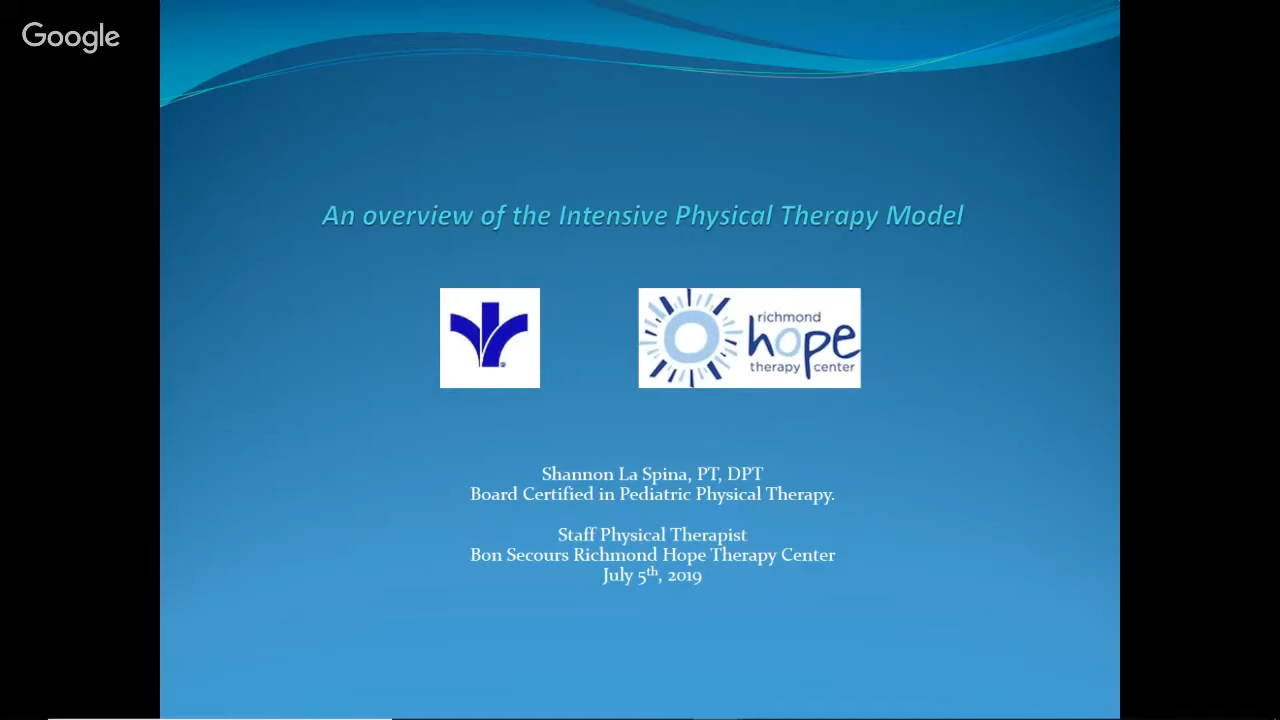 Google
An overview of the Intensive Physical Therapy Model
richmond
hope
therapy center
Shannon La Spina, PT, DPT
Board Certified in Pediatric Physical Therapy.
Staff Physical Therapist
Bon Secours Richmond Hope Therapy Center
July 5th, 2019